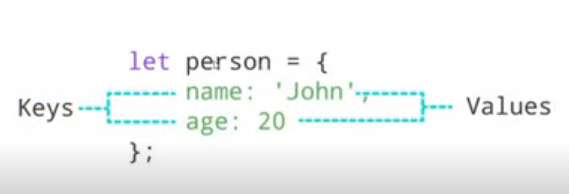 let person = {
name: 'John',
Keys
Values
age: 20
};